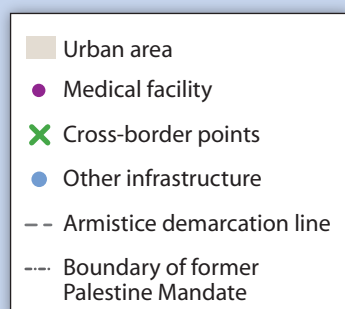 Urban area
Medical facility
Cross-border points
Other infrastructure
Armistice demarcation line
Boundary of former
Palestine Mandate